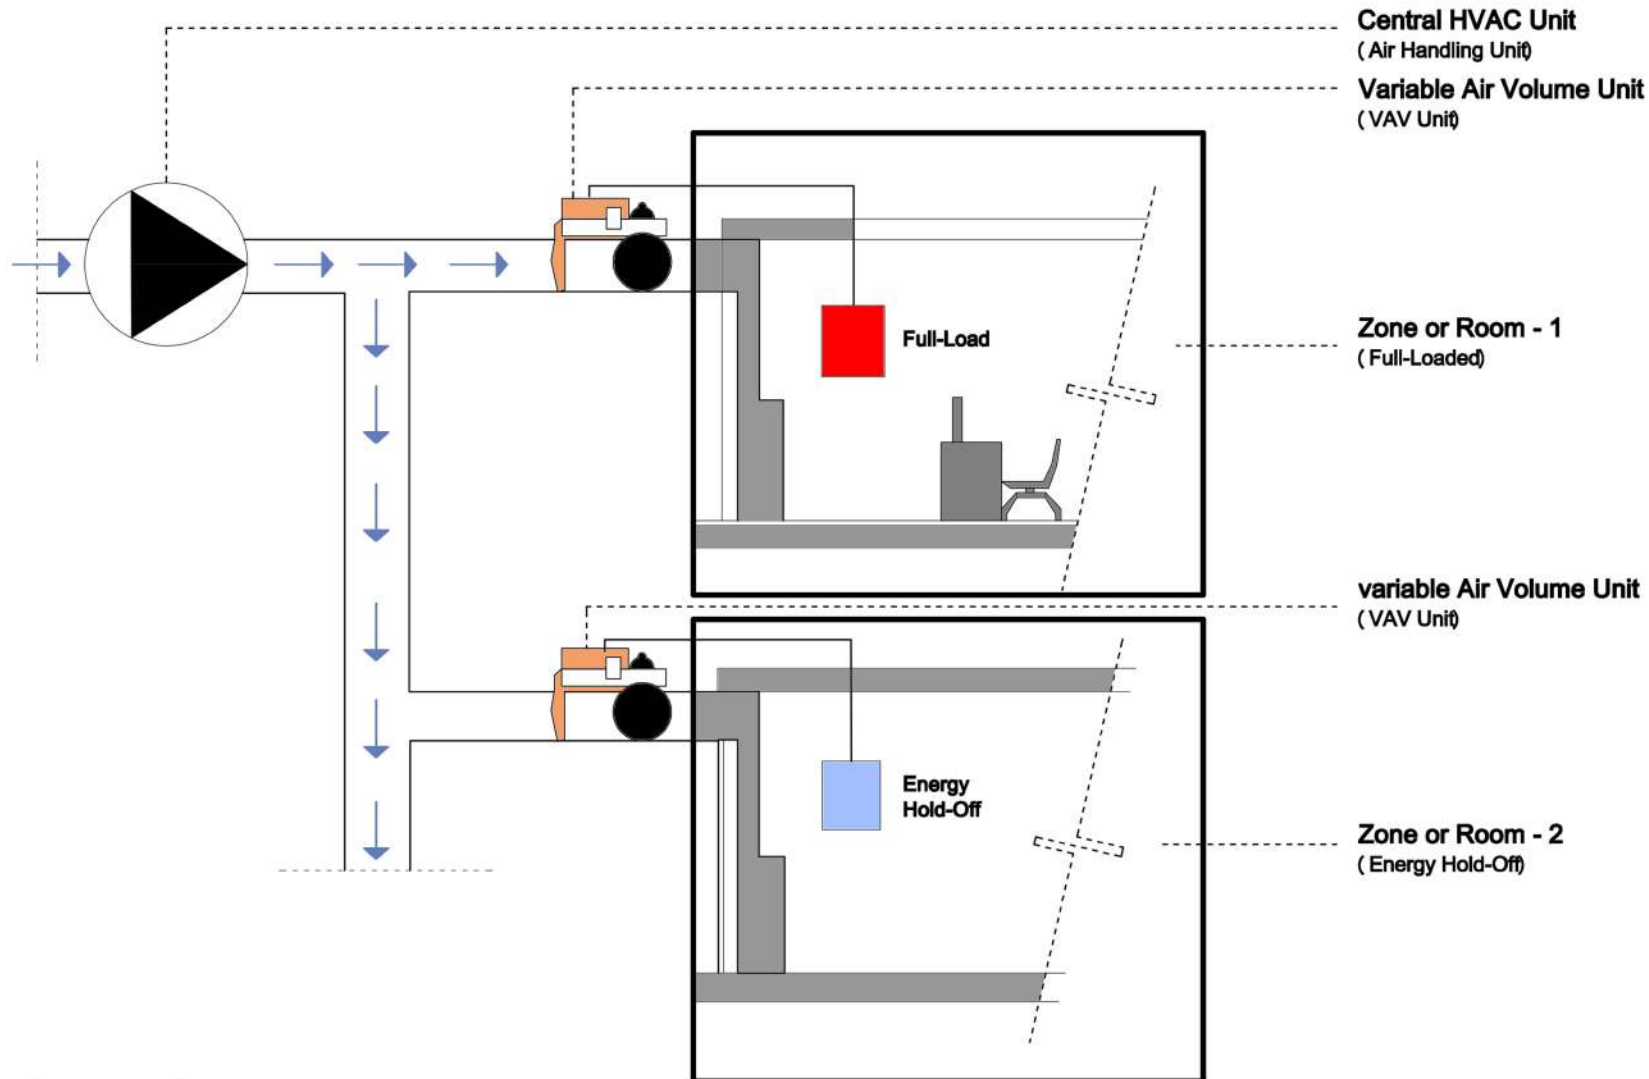 Central HVAC Unit
( Air Handling Unit)
Variable Air Volume Unit
( VAV Unit)
Full-Load
Zone or Room - 1
( Full-Loaded)
variable Air Volume Unit
( VAV Unit)
Energy
Hold-Off
Zone or Room - 2
( Energy Hold-Off)